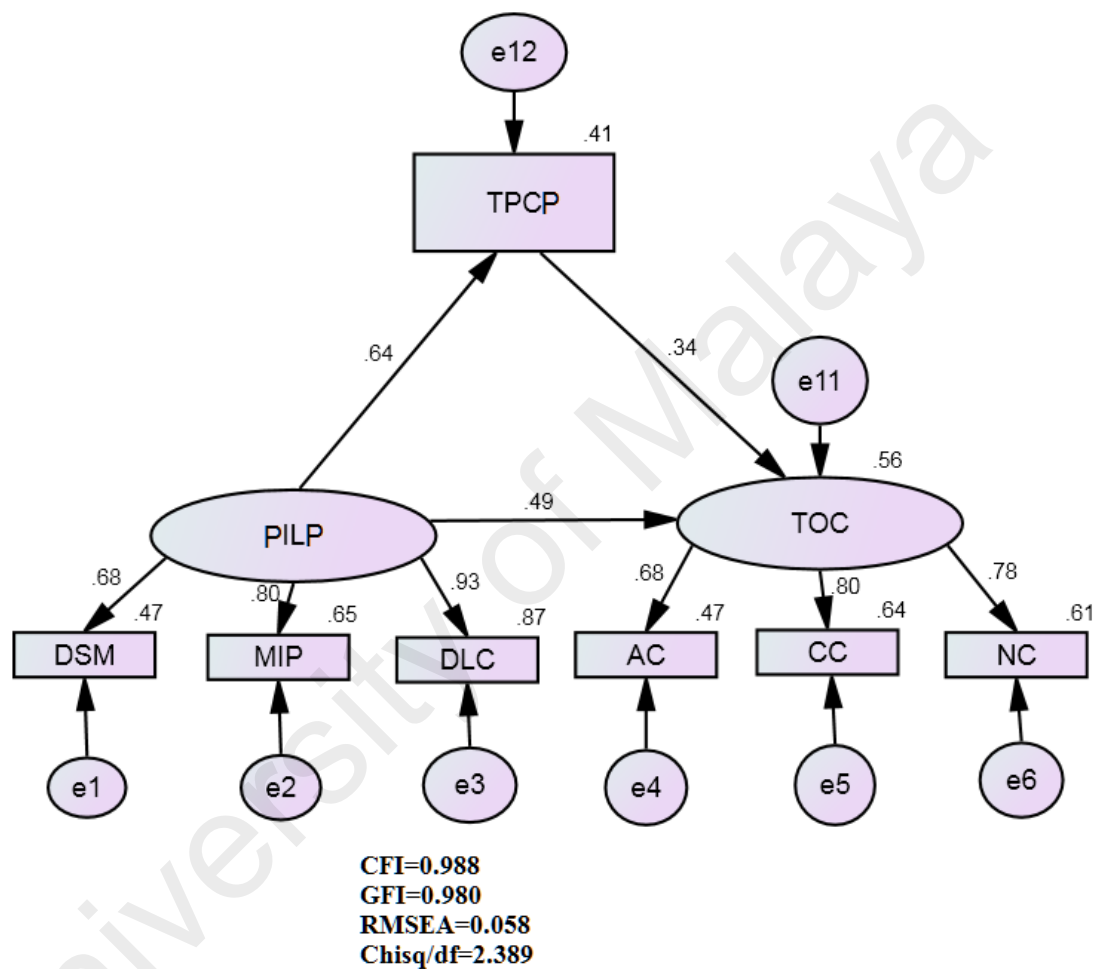 e12
.41
TPCP
.64
.34
e11
.56
PILP
.49
TOC
.68
.80
.93
.68
.80
.78
.47
.65
.87
.47
.64
.61
DSM
MIP
DLC
AC
CC
NC
e1
e2
e3
e4
e5
e6
CFI=0.988
GFI=0.980
RMSEA=0.058
Chisq/df=2.389
University of Malaya